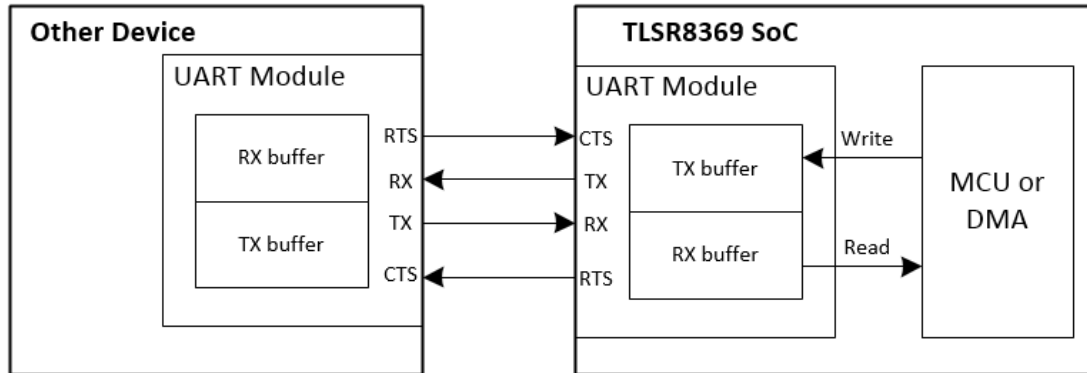 Other Device
UART Module
RX buffer
TX buffer
RTS
RX
TX
CTS
TLSR8369 SoC
UART Module
CTS
TX
RX
RTS
TX buffer
RX buffer
Write
Read
MCU or
DMA